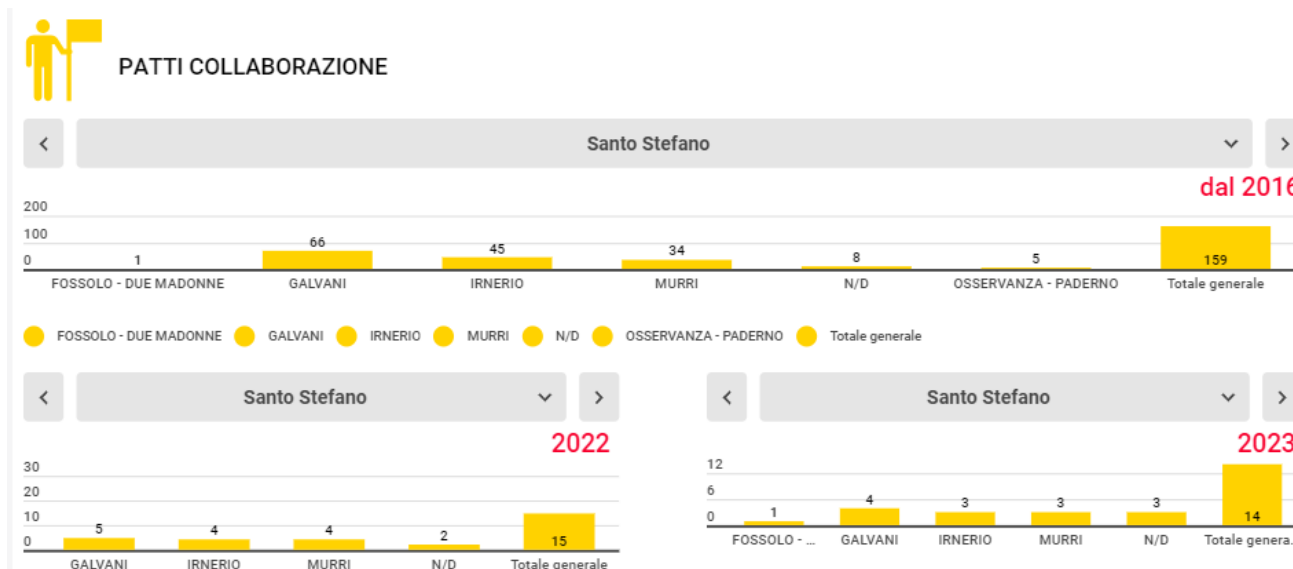 PATTI COLLABORAZIONE
Santo Stefano
dal 2016
200
100
0
1 66 45 34 8 5 159
FOSSOLO - DUE MADONNE GALVANI IRNERIO MURRI N/D OSSERVANZA - PADERNO Totale generale
FOSSOLO - DUE MADONNE GALVANI IRNERIO MURRI N/D OSSERVANZA - PADERNO Totale generale
Santo Stefano
2022
30
20
10
0
5 4 4 2 15
GALVANI IRNERIO MURRI N/D Totale generale
Santo Stefano
2023
12
6
0
1 4 3 3 3 14
FOSSOLO - ... GALVANI IRNERIO MURRI N/D Totale genera..